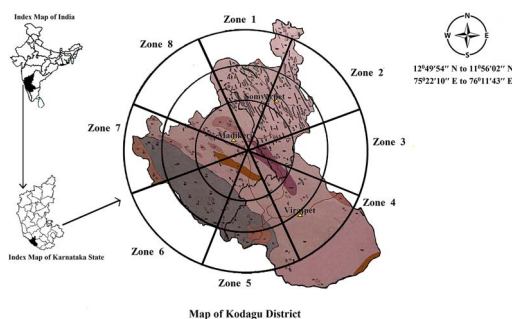 Index Map of India
Zone 1
Zone 8
Zone 2
N
W
E
S
12°49'54" N to 11°56'02" N
75°22'10" E to 76°11'43" E
Somvarpet
Zone 7
Madikeri
Zone 3
Zone 4
Virajpet
Index Map of Karnataka State
Zone 6
Zone 5
Map of Kodagu District